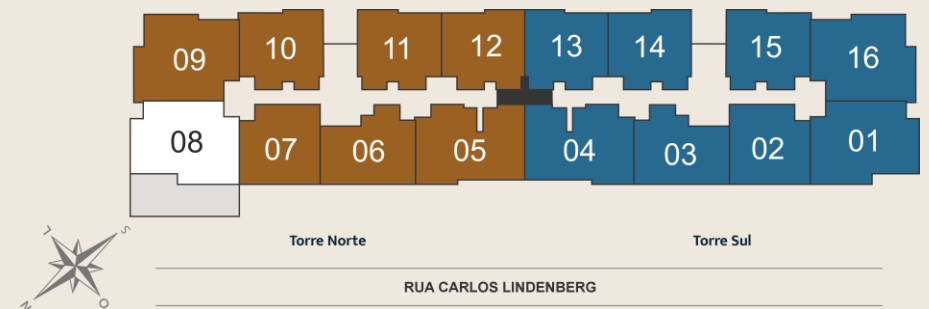 09 10 11 12 13 14 15 16
08 07 06 05 04 03 02 01
L S
N O
Torre Norte Torre Sul
RUA CARLOS LINDENBERG